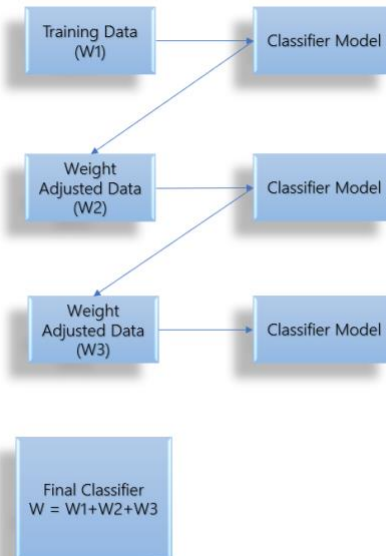 Training Data
(W1)
Classifier Model
Weight
Adjusted Data
(W2)
Classifier Model
Weight
Adjusted Data
(W3)
Classifier Model
Final Classifier
W = W1+W2+W3